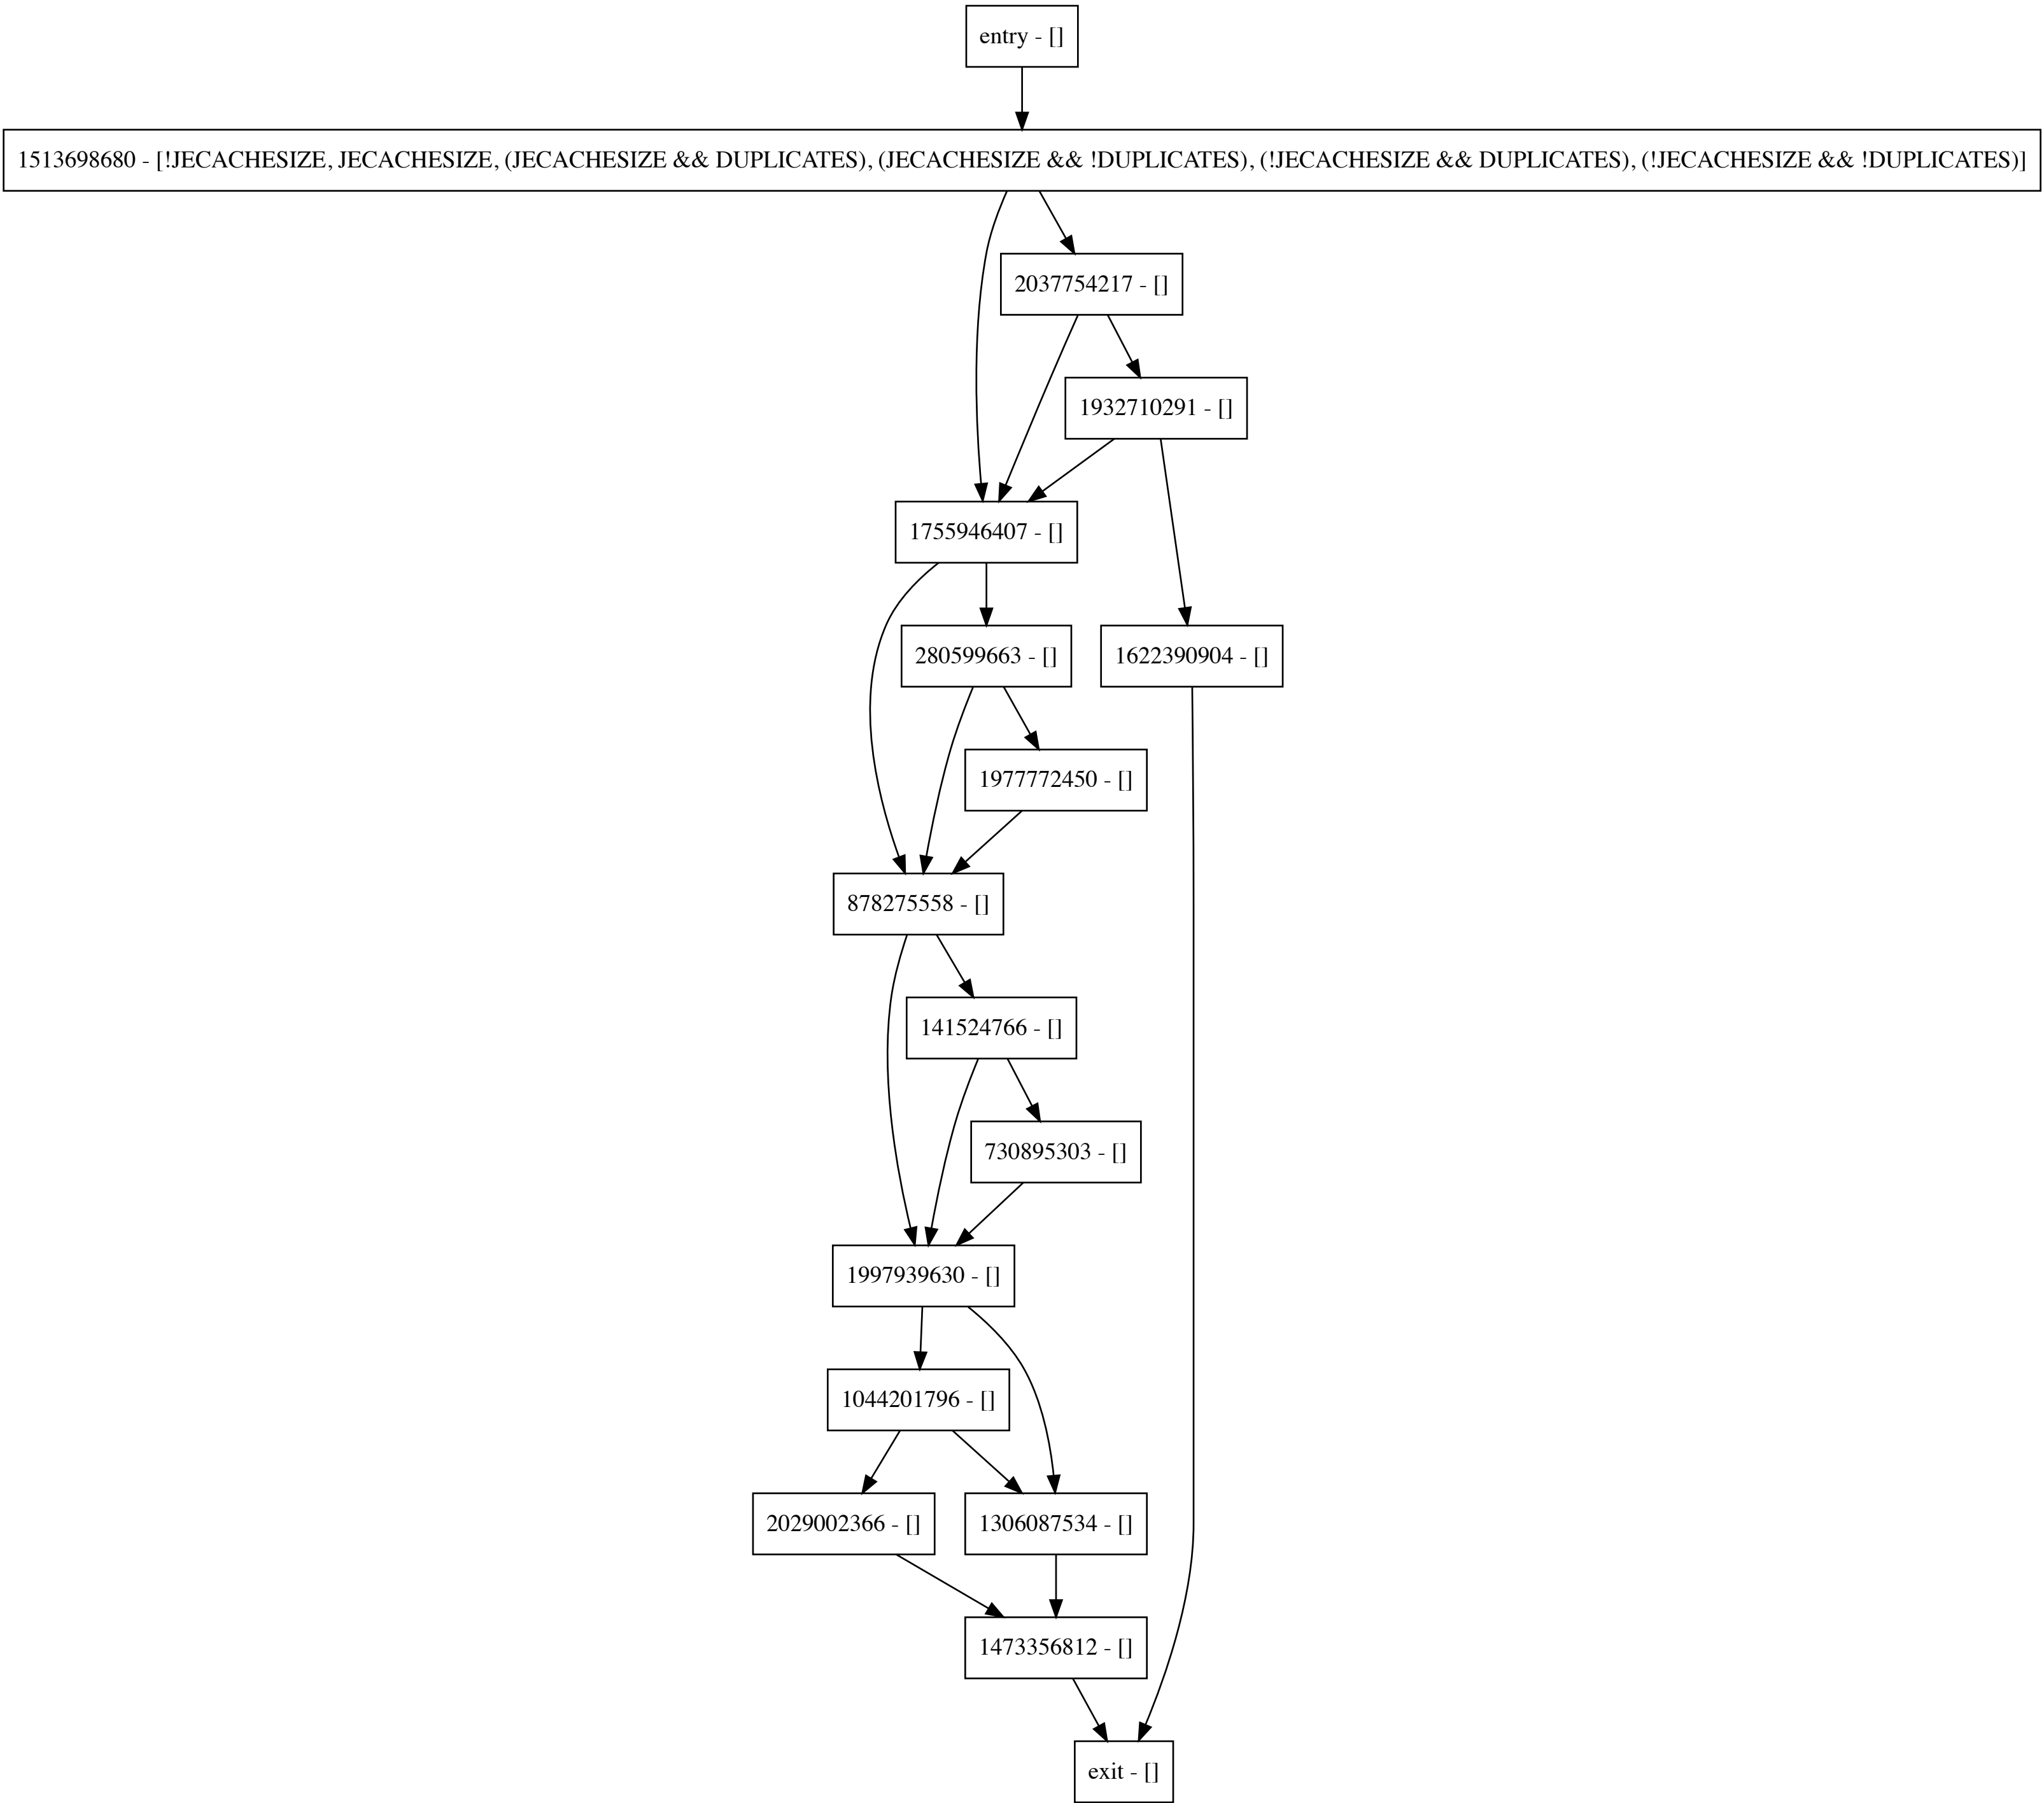 entry - []
1513698680 - [!JECACHESIZE, JECACHESIZE, (JECACHESIZE && DUPLICATES), (JECACHESIZE && !DUPLICATES), (!JECACHESIZE && DUPLICATES), (!JECACHESIZE && !DUPLICATES)]
2037754217 - []
1932710291 - []
1755946407 - []
280599663 - []
1622390904 - []
1977772450 - []
878275558 - []
141524766 - []
730895303 - []
1997939630 - []
1044201796 - []
2029002366 - []
1306087534 - []
1473356812 - []
exit - []